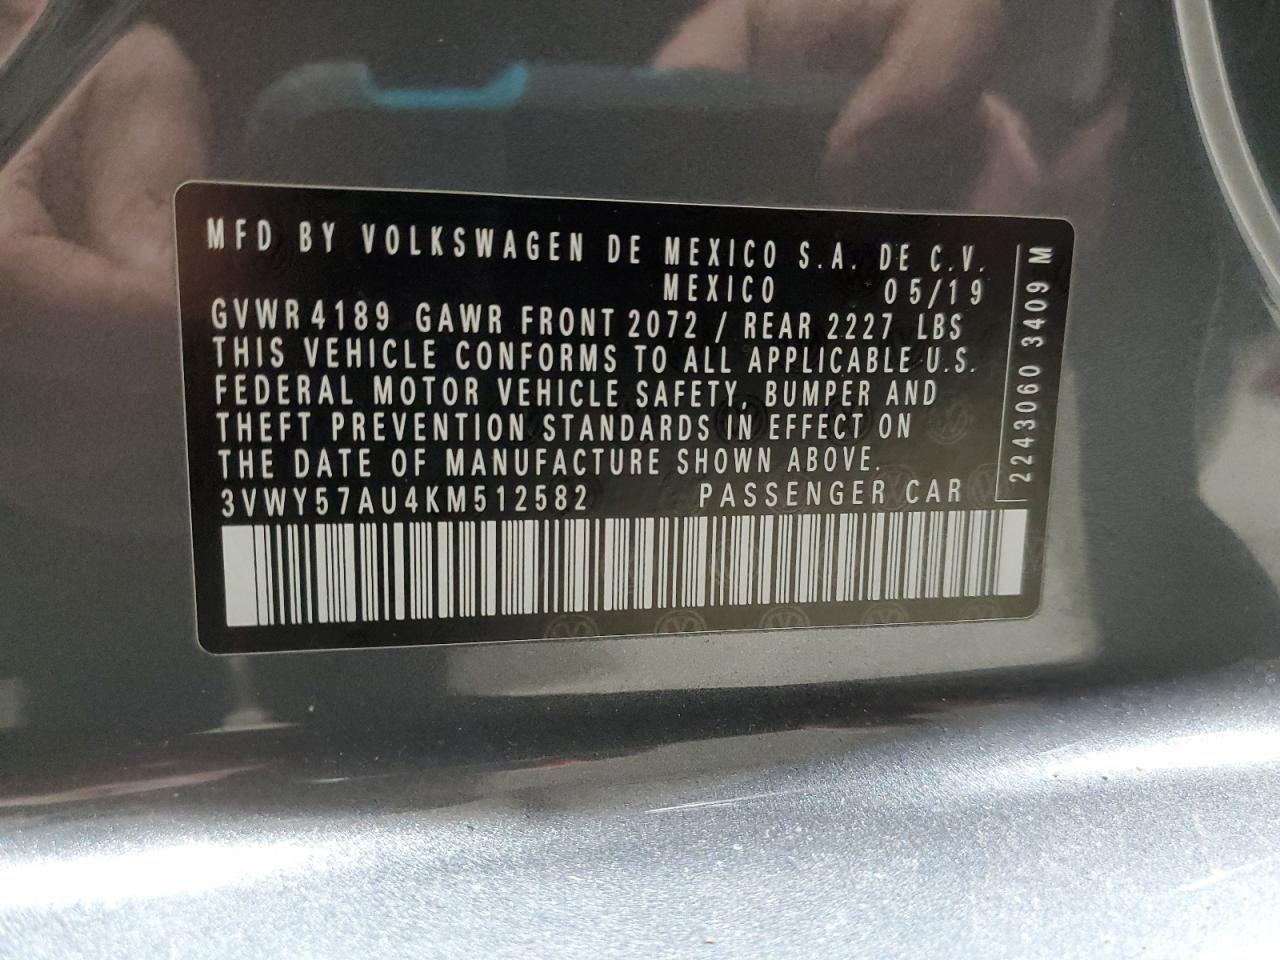 MFD BY VOLKSWAGEN DE MEXICO S.A. DE C.V.
MEXICO 05/19
GVWR 4189 GAWR FRONT 2072 / REAR 2227 LBS
THIS VEHICLE CONFORMS TO ALL APPLICABLE U.S.
FEDERAL MOTOR VEHICLE SAFETY, BUMPER AND
THEFT PREVENTION STANDARDS IN EFFECT ON
THE DATE OF MANUFACTURE SHOWN ABOVE.
3VWY57AU4KM512582 PASSENGER CAR
2243060 3409 M